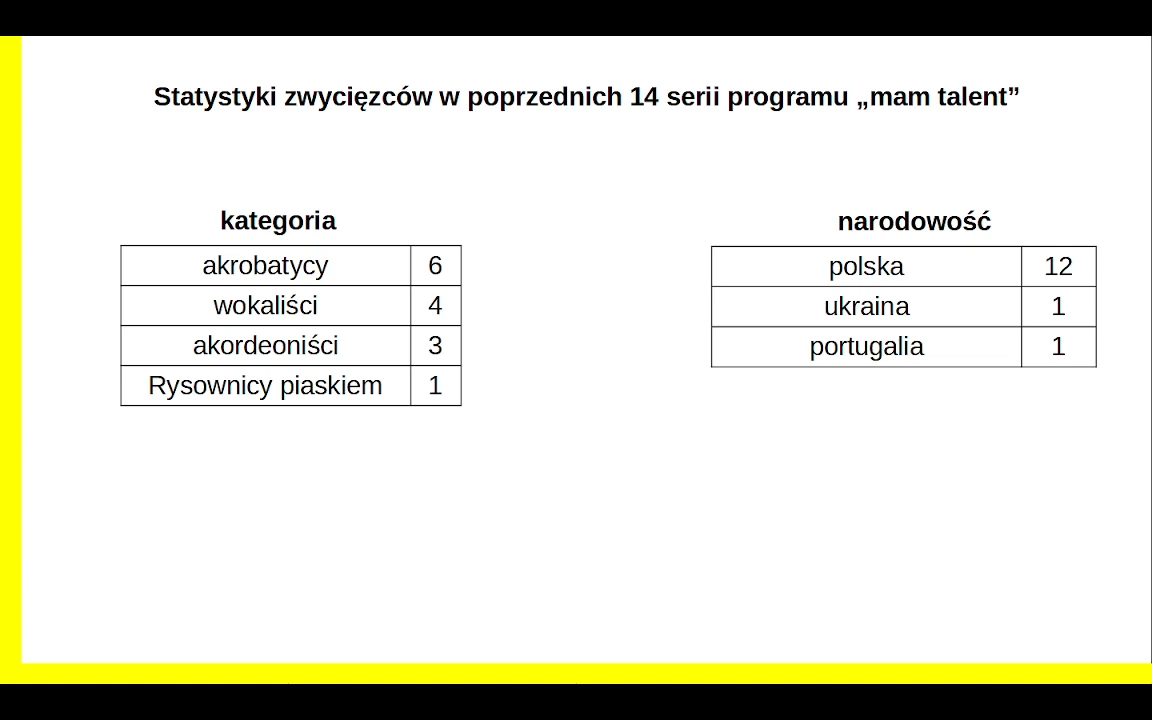 Statystyki zwycięzców w poprzednich 14 serii programu „mam talent”
kategoria
akrobatycy 6
wokaliści 4
akordeoniści 3
Rysownicy piaskiem 1
narodowość
polska 12
ukraina 1
portugalia 1